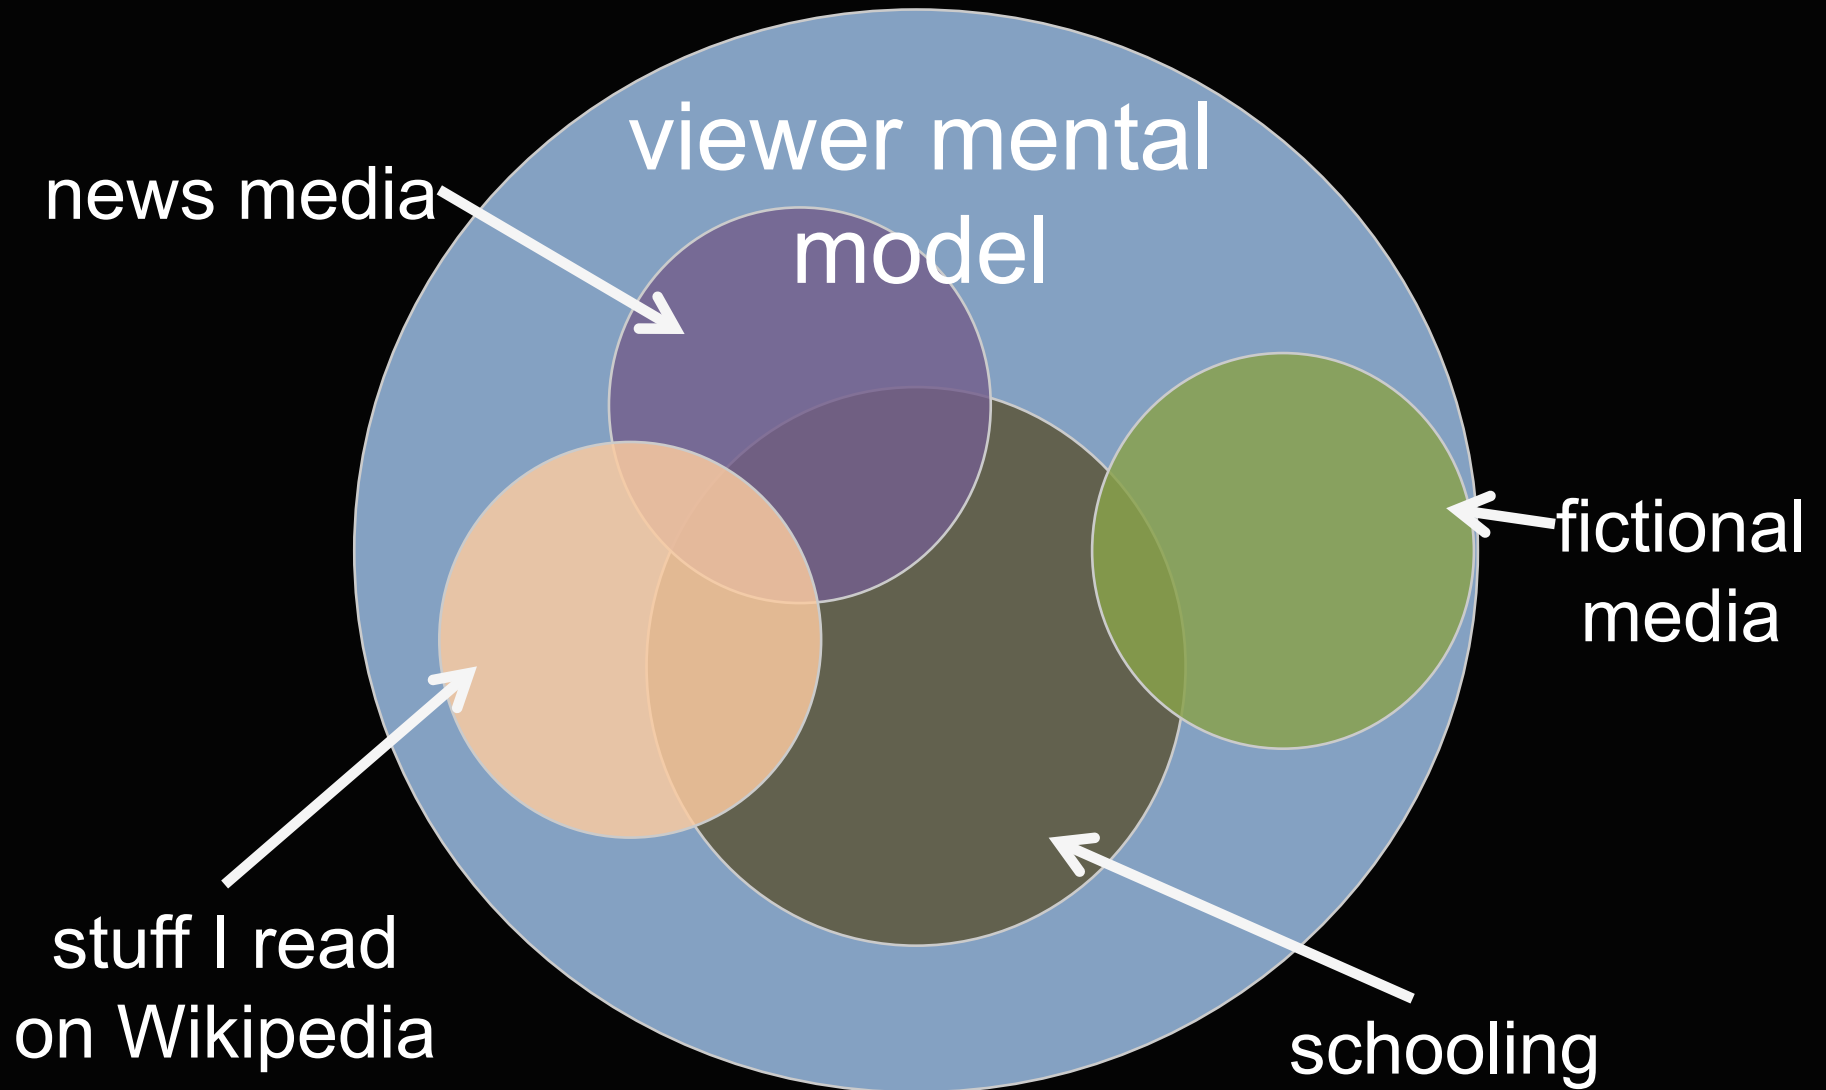 viewer mental
model
news media
fictional
media
stuff I read
on Wikipedia
schooling